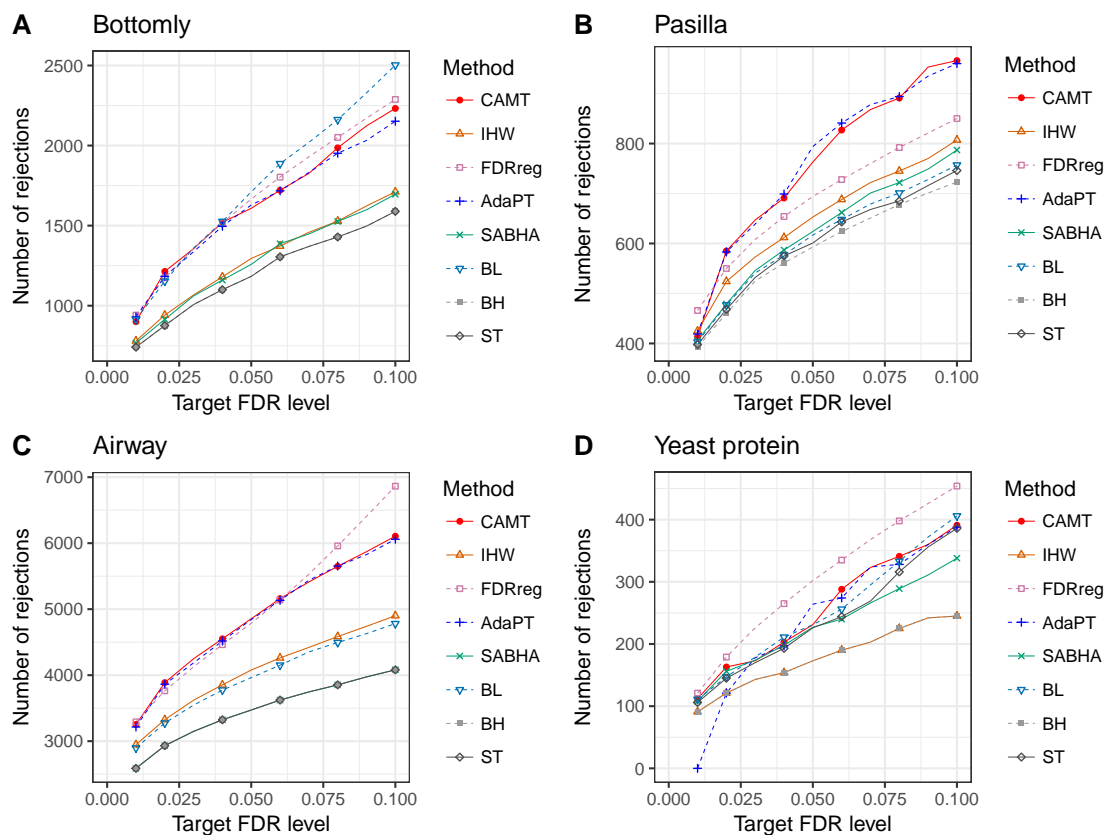 A Bottomly
Number of rejections
2500
2000
1500
1000
0.000 0.025 0.050 0.075 0.100
Target FDR level
Method
CAMT
IHW
FDRreg
AdaPT
SABHA
BL
BH
ST
B Pasilla
Number of rejections
800
600
400
0.000 0.025 0.050 0.075 0.100
Target FDR level
Method
CAMT
IHW
FDRreg
AdaPT
SABHA
BL
BH
ST
C Airway
Number of rejections
7000
6000
5000
4000
3000
0.000 0.025 0.050 0.075 0.100
Target FDR level
Method
CAMT
IHW
FDRreg
AdaPT
SABHA
BL
BH
ST
D Yeast protein
Number of rejections
400
300
200
100
0
0.000 0.025 0.050 0.075 0.100
Target FDR level
Method
CAMT
IHW
FDRreg
AdaPT
SABHA
BL
BH
ST